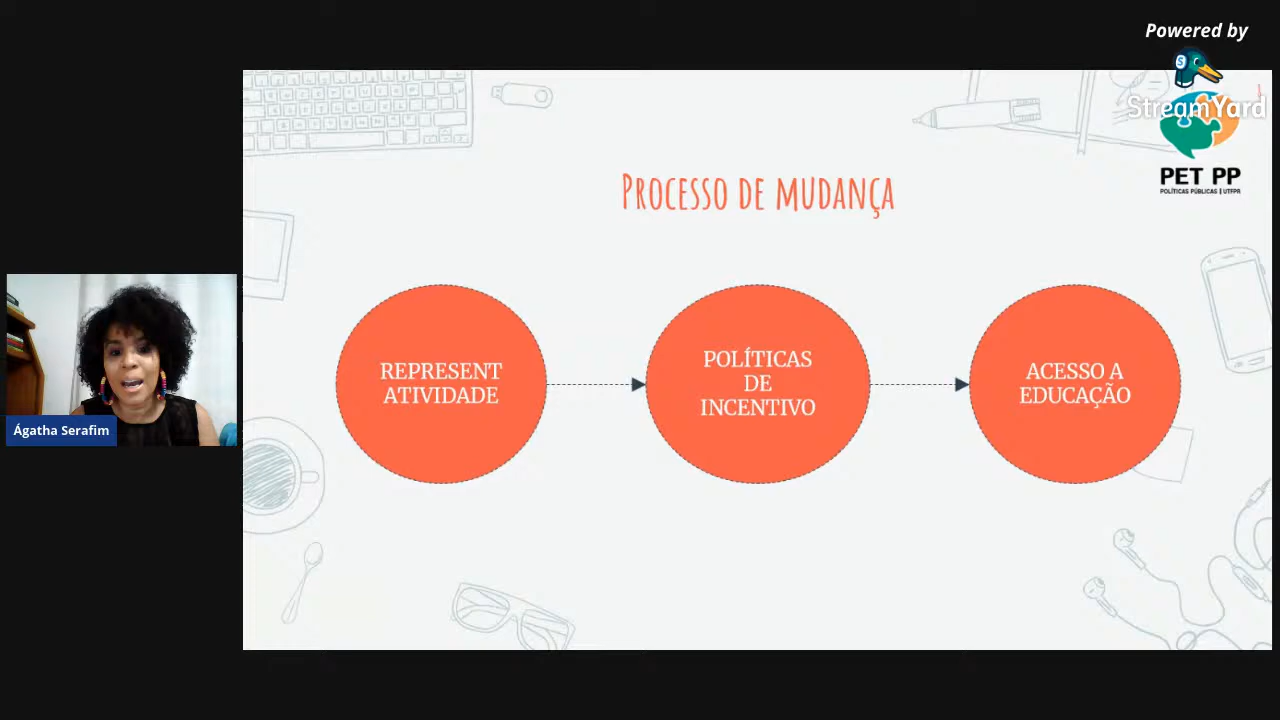 Powered by
StreamYard
PET PP
POLÍTICAS PÚBLICAS | UTFPR
PROCESSO DE MUDANÇA
REPRESENT
ATIVIDADE
POLÍTICAS
DE
INCENTIVO
ACESSO A
EDUCAÇÃO
Ágatha Serafim